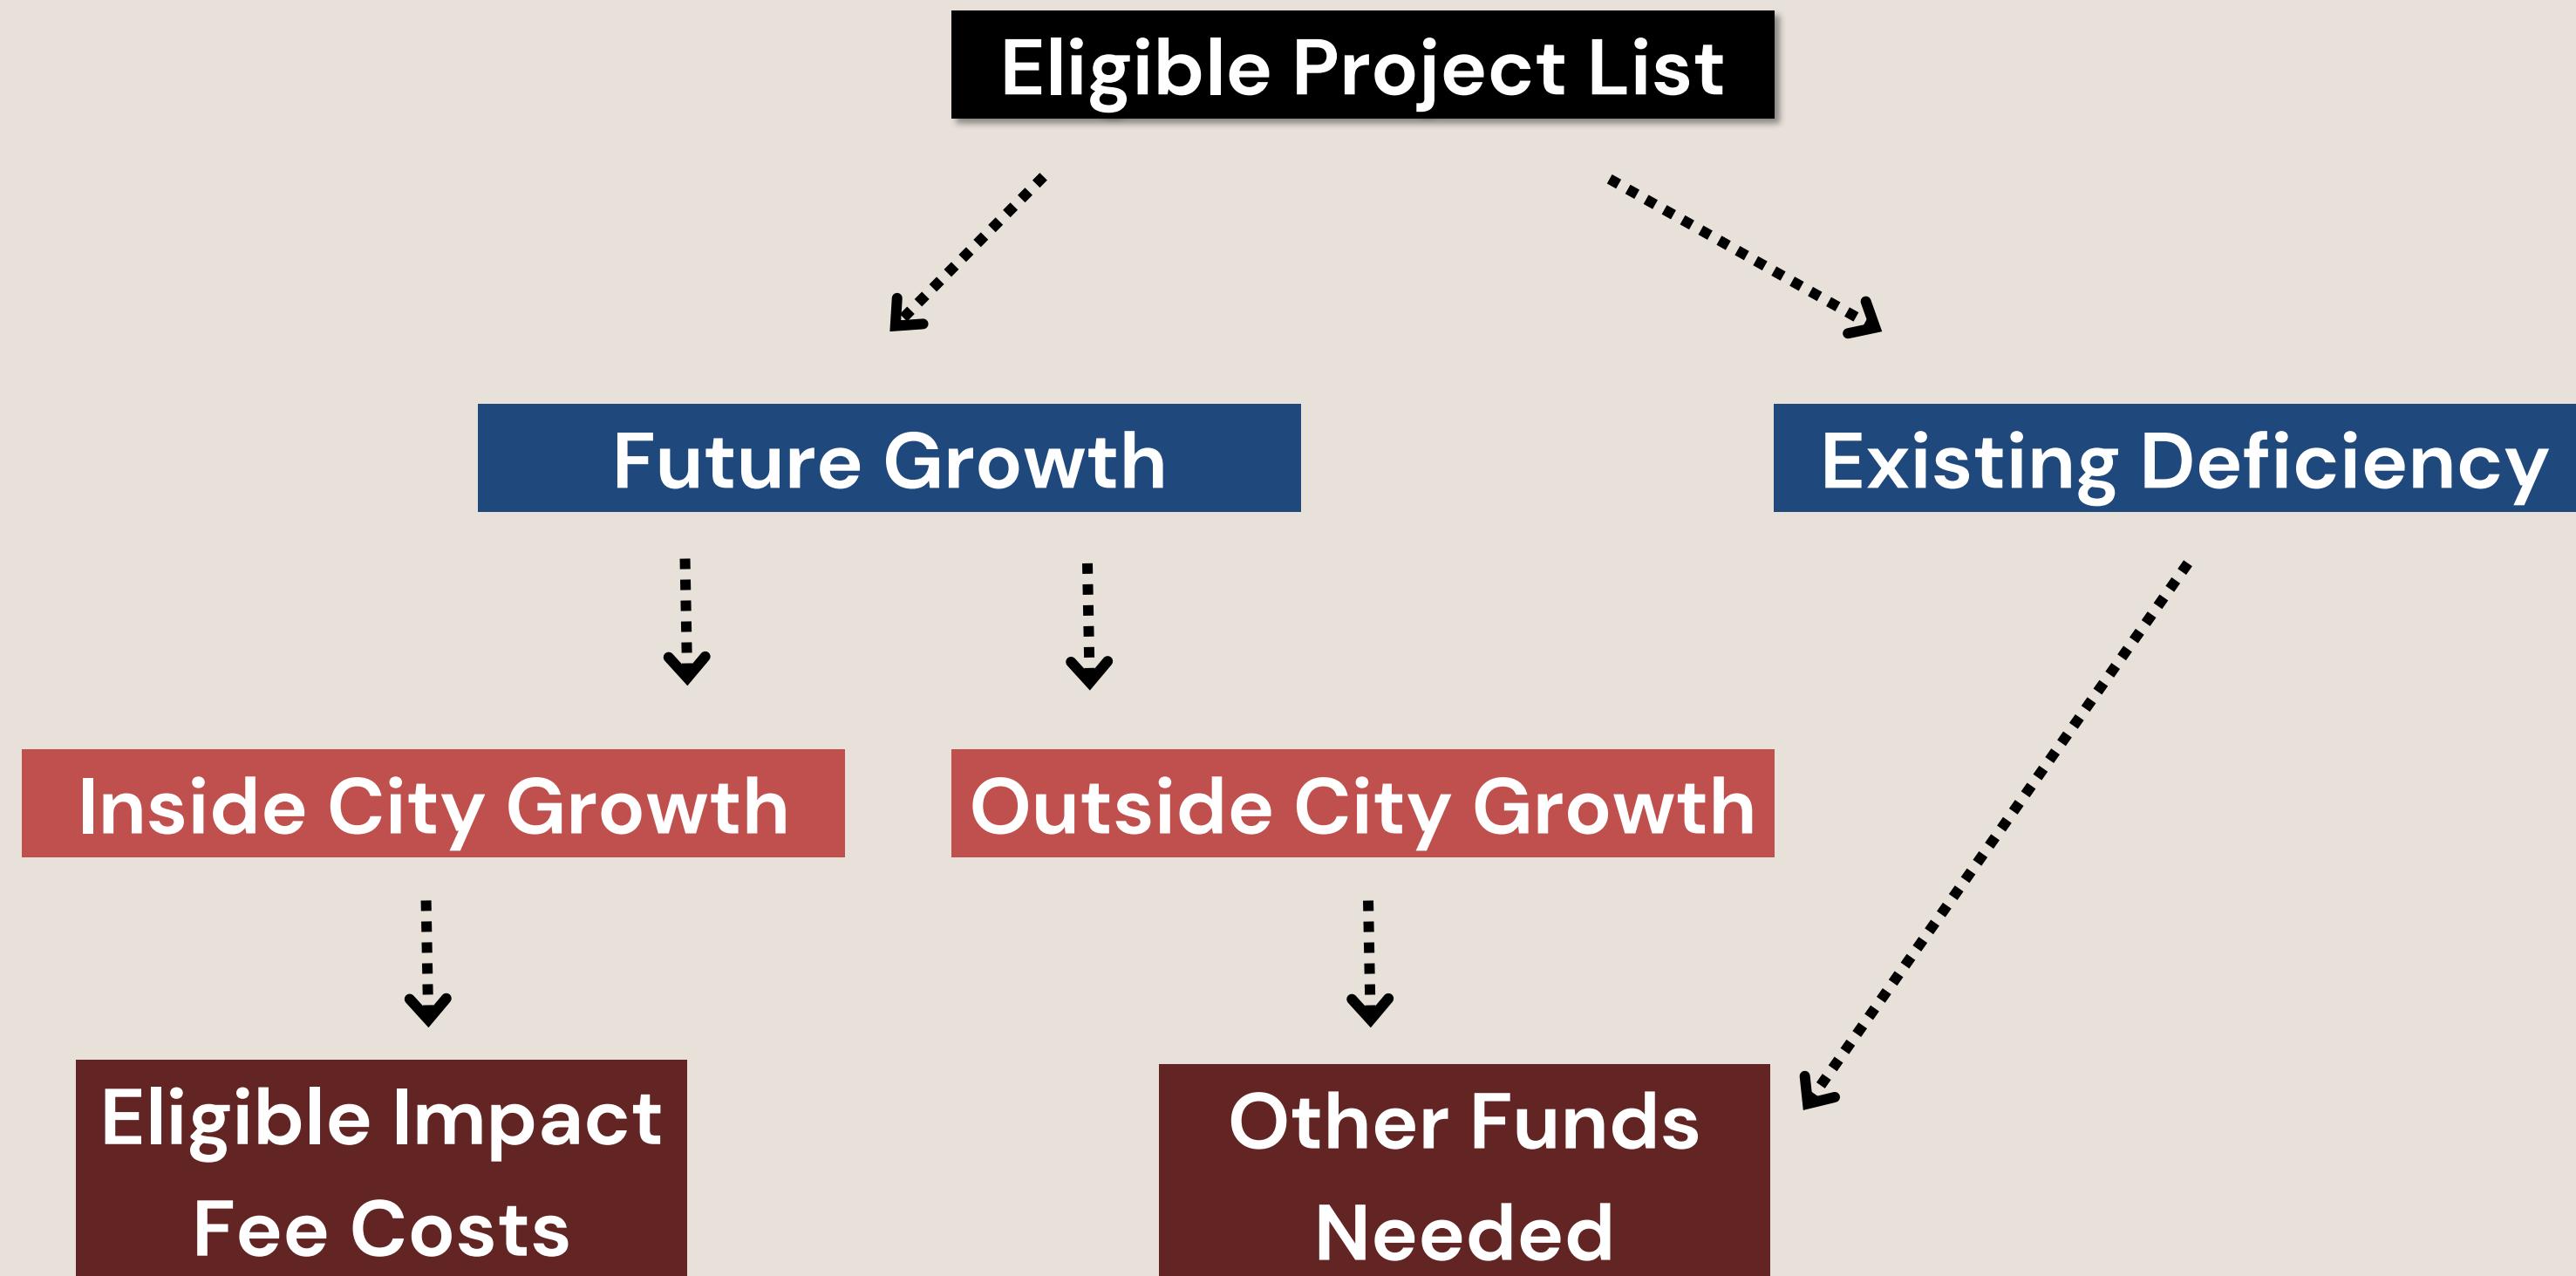 Eligible Project List
Future Growth
Existing Deficiency
Inside City Growth
Outside City Growth
Eligible Impact
Fee Costs
Other Funds
Needed